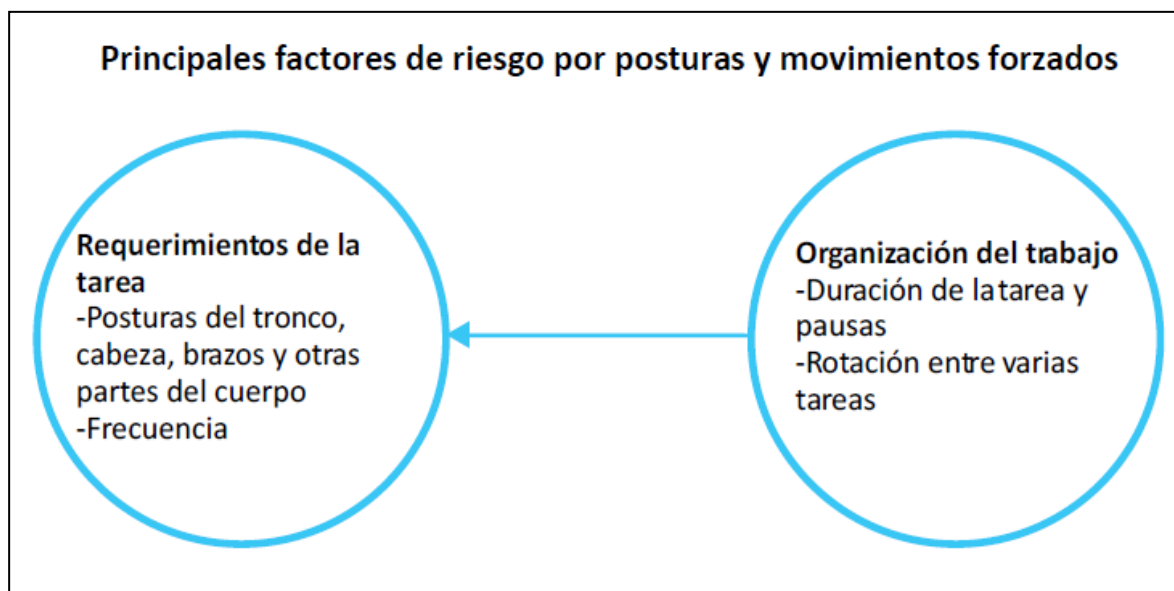 Principales factores de riesgo por posturas y movimientos forzados
Requerimientos de la
tarea
-Posturas del tronco,
cabeza, brazos y otras
partes del cuerpo
-Frecuencia
Organización del trabajo
-Duración de la tarea y
pausas
-Rotación entre varias
tareas